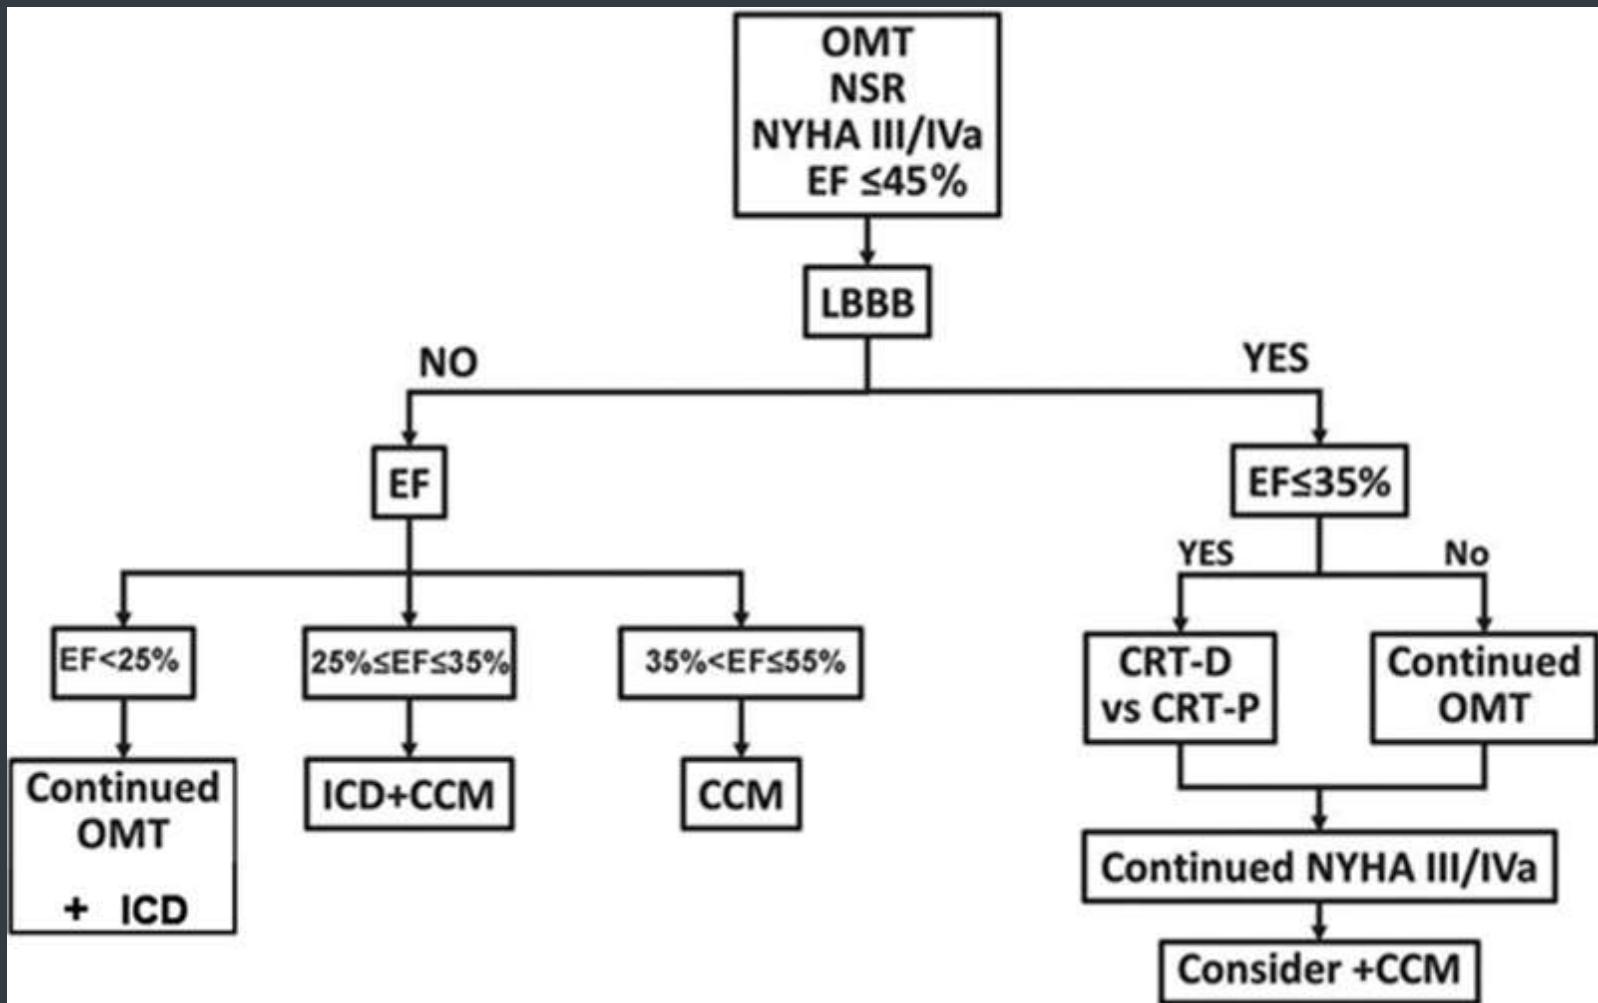 OMT
NSR
NYHA III/IVa
EF ≤45%
LBBB
NO
YES
EF
EF≤35%
YES
No
EF<25%
25%≤EF≤35%
35%<EF≤55%
CRT-D
vs CRT-P
Continued
OMT
Continued
OMT
+ ICD
ICD+CCM
CCM
Continued NYHA III/IVa
Consider +CCM